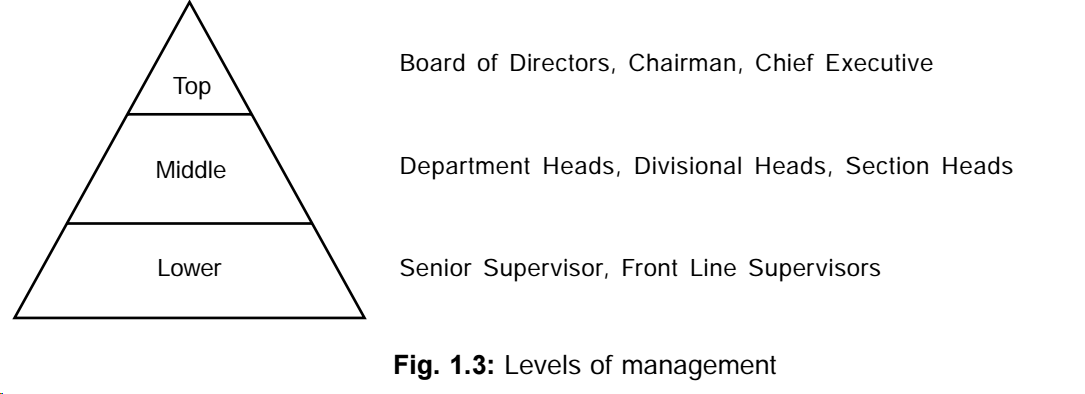 Top
Board of Directors, Chairman, Chief Executive
Middle
Department Heads, Divisional Heads, Section Heads
Lower
Senior Supervisor, Front Line Supervisors
Fig. 1.3: Levels of management